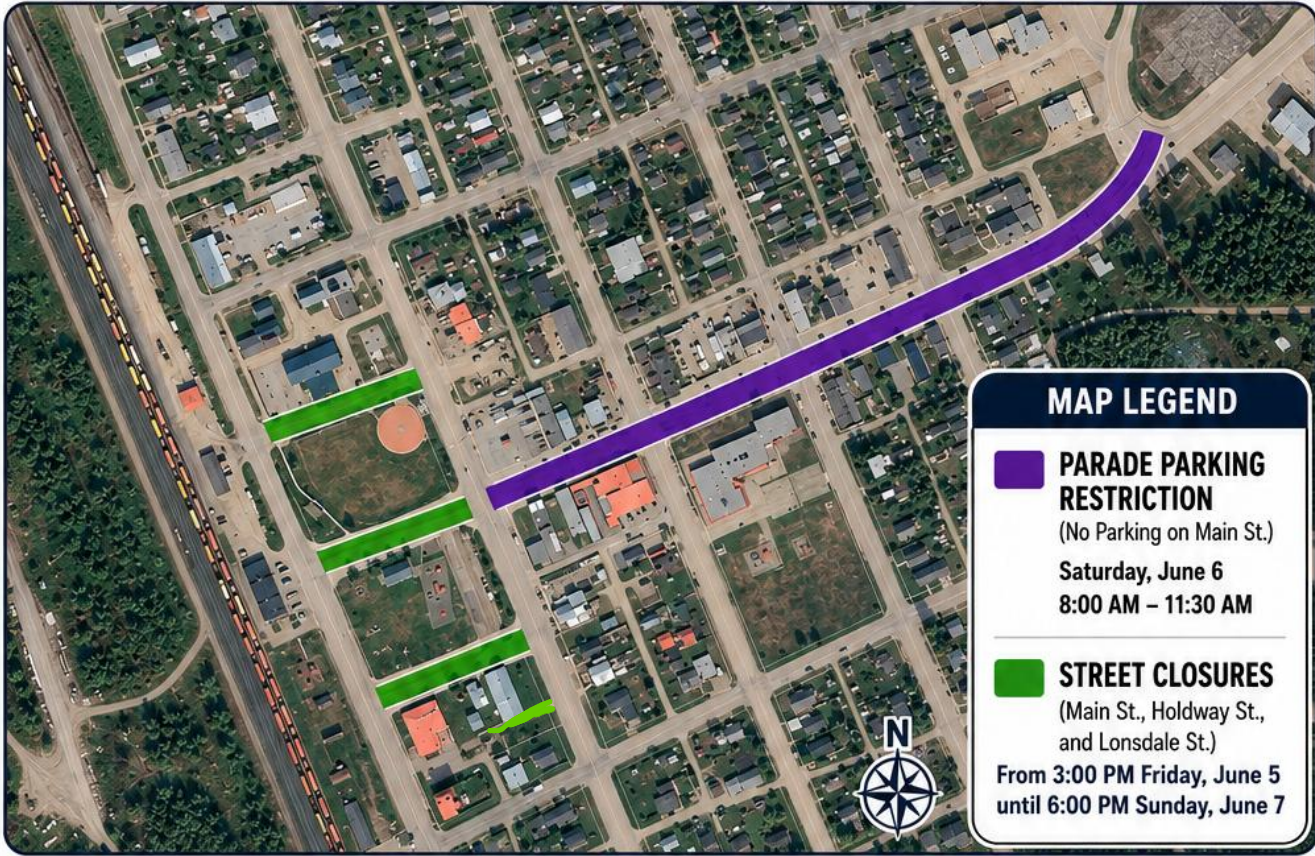 MAP LEGEND
PARADE PARKING
RESTRICTION
(No Parking on Main St.)
Saturday, June 6
8:00 AM – 11:30 AM
STREET CLOSURES
(Main St., Holdway St.,
and Lonsdale St.)
From 3:00 PM Friday, June 5
until 6:00 PM Sunday, June 7
N